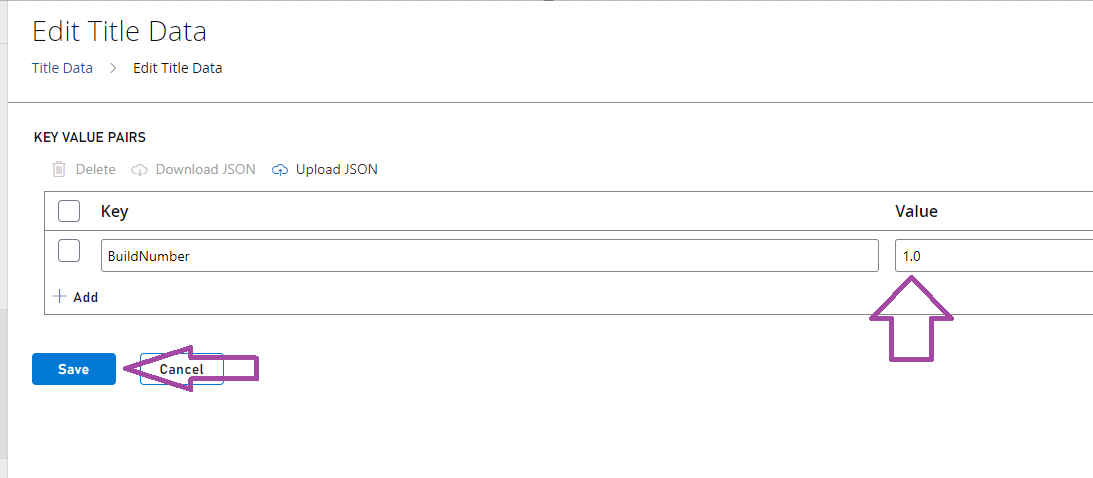 Edit Title Data
Title Data > Edit Title Data
KEY VALUE PAIRS
Delete Download JSON Upload JSON
Key Value
BuildNumber 1.0
+ Add
Save Cancel